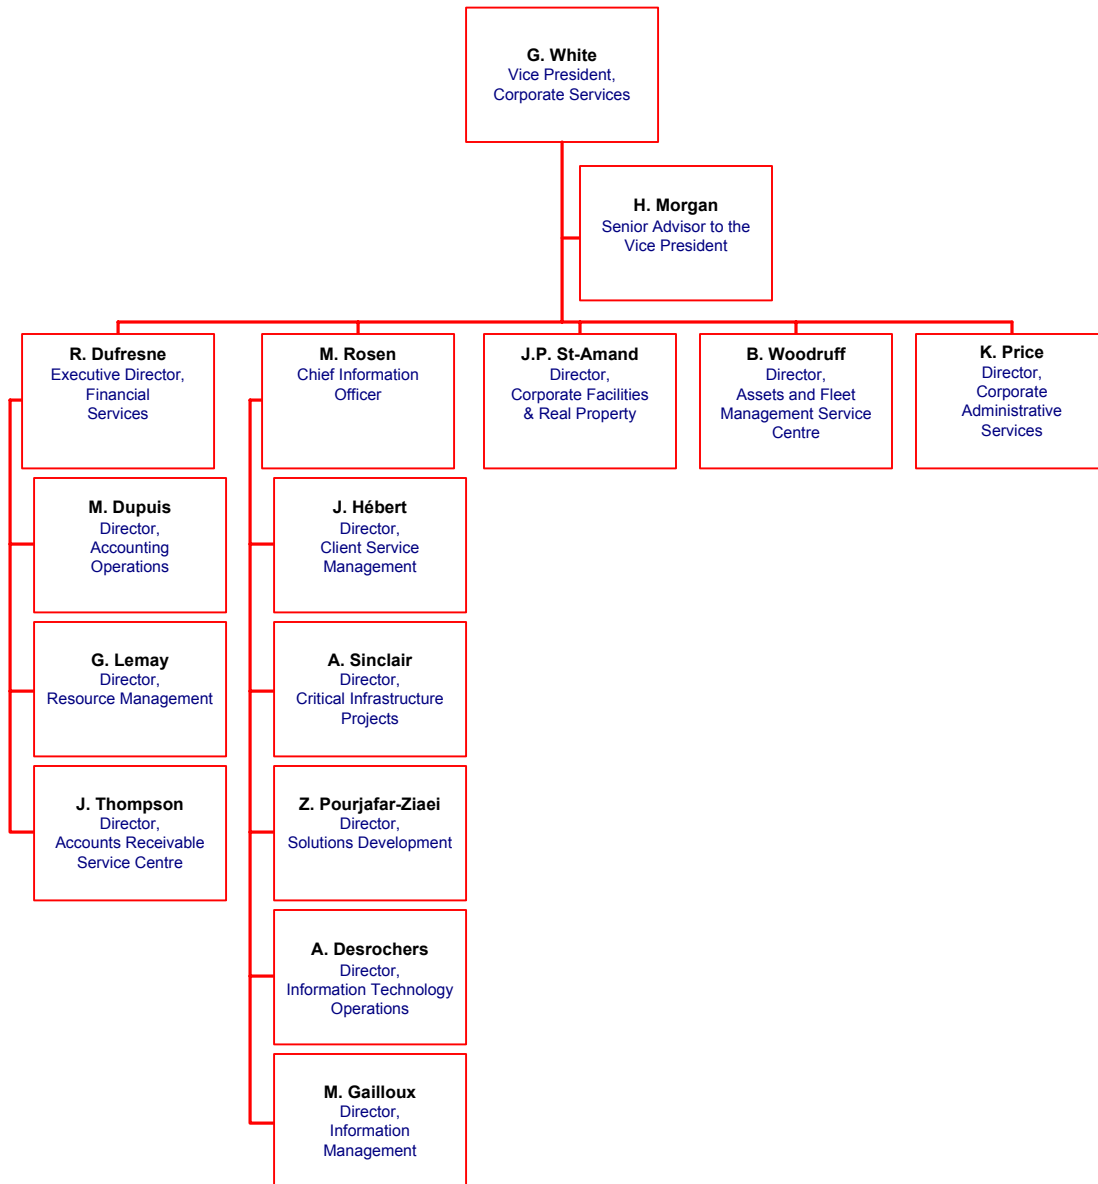 G. White
Vice President,
Corporate Services
H. Morgan
Senior Advisor to the
Vice President
R. Dufresne
Executive Director,
Financial
Services
M. Rosen
Chief Information
Officer
J.P. St-Amand
Director,
Corporate Facilities
& Real Property
B. Woodruff
Director,
Assets and Fleet
Management Service
Centre
K. Price
Director,
Corporate
Administrative
Services
M. Dupuis
Director,
Accounting
Operations
J. Hébert
Director,
Client Service
Management
G. Lemay
Director,
Resource Management
A. Sinclair
Director,
Critical Infrastructure
Projects
J. Thompson
Director,
Accounts Receivable
Service Centre
Z. Pourjafar-Ziaei
Director,
Solutions Development
A. Desrochers
Director,
Information Technology
Operations
M. Gailloux
Director,
Information
Management